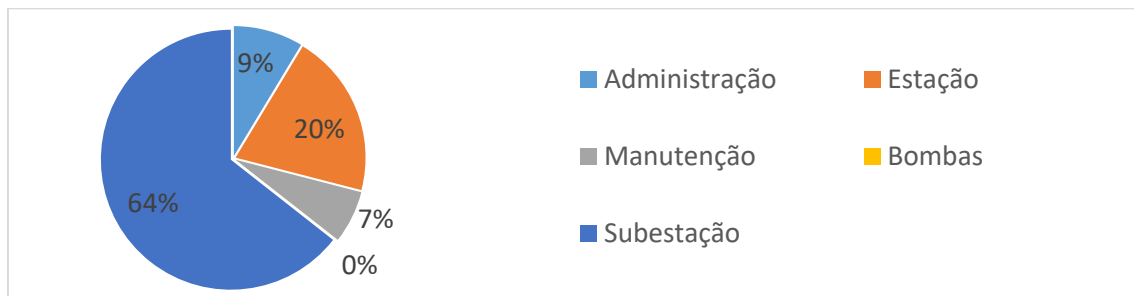 9%
20%
7%
0%
64%
Administração
Estação
Manutenção
Bombas
Subestação